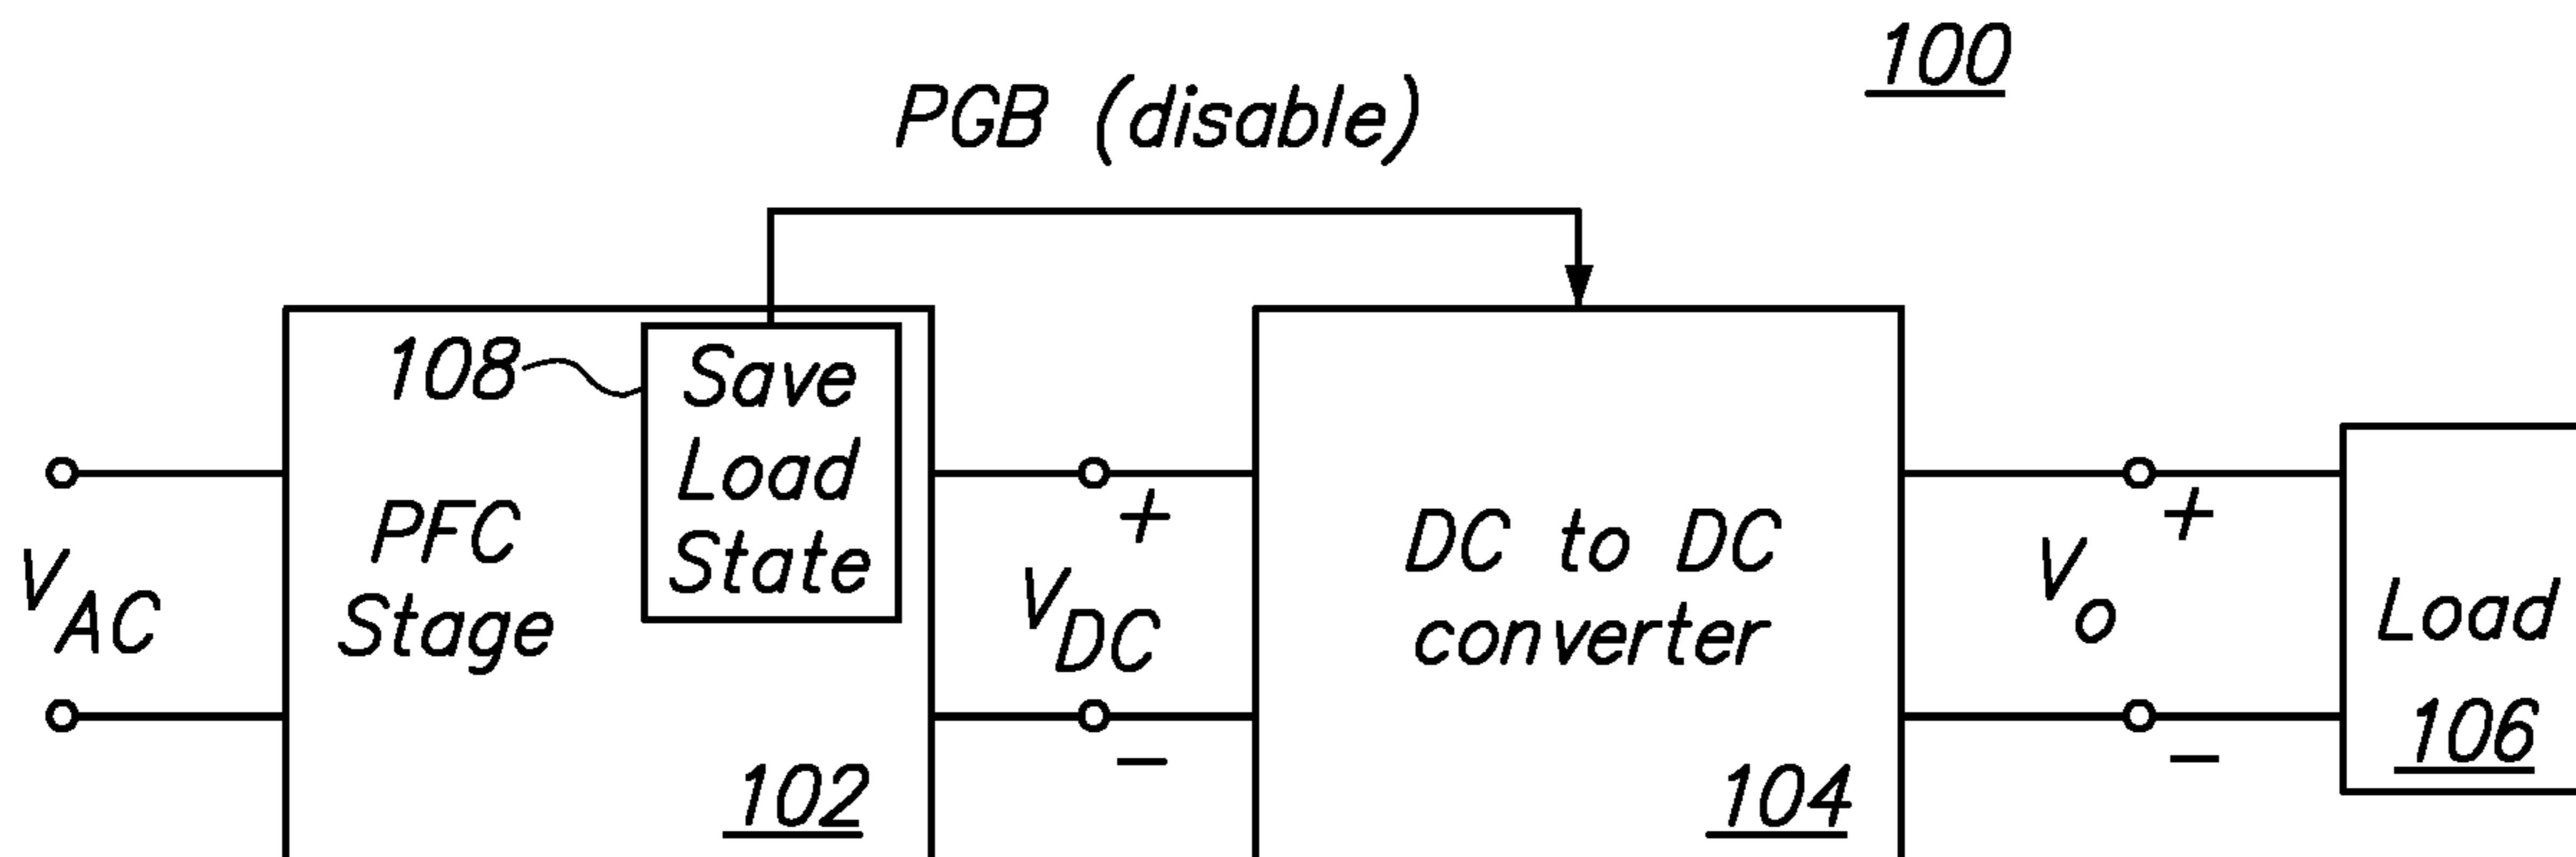 100
PGB (disable)
108
Save
Load
State
PFC
Stage
102
V_AC
+
V_DC
−
DC to DC
converter
104
+
V_o
−
Load
106